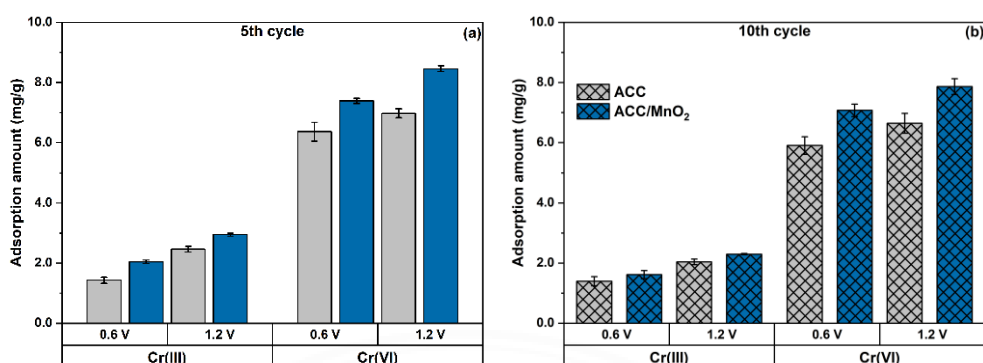 5th cycle
(a)
Adsorption amount (mg/g)
10.0
8.0
6.0
4.0
2.0
0.0
0.6 V 1.2 V 0.6 V 1.2 V
Cr(III) Cr(VI)
10th cycle
(b)
ACC
ACC/MnO₂
Adsorption amount (mg/g)
10.0
8.0
6.0
4.0
2.0
0.0
0.6 V 1.2 V 0.6 V 1.2 V
Cr(III) Cr(VI)